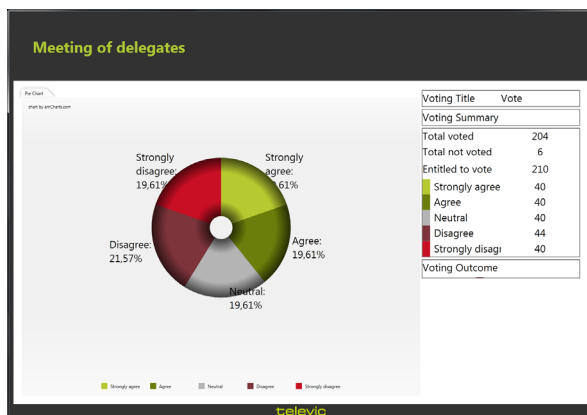 Meeting of delegates
Pie Chart
chart by amCharts.com
Strongly
disagree:
19,61%
Strongly
agree:
,61%
Agree:
19,61%
Neutral:
19,61%
Disagree:
21,57%
Strongly agree
Agree
Neutral
Disagree
Strongly disagree
Voting Title Vote
Voting Summary
Total voted 204
Total not voted 6
Entitled to vote 210
Strongly agree 40
Agree 40
Neutral 40
Disagree 44
Strongly disagr 40
Voting Outcome
televic